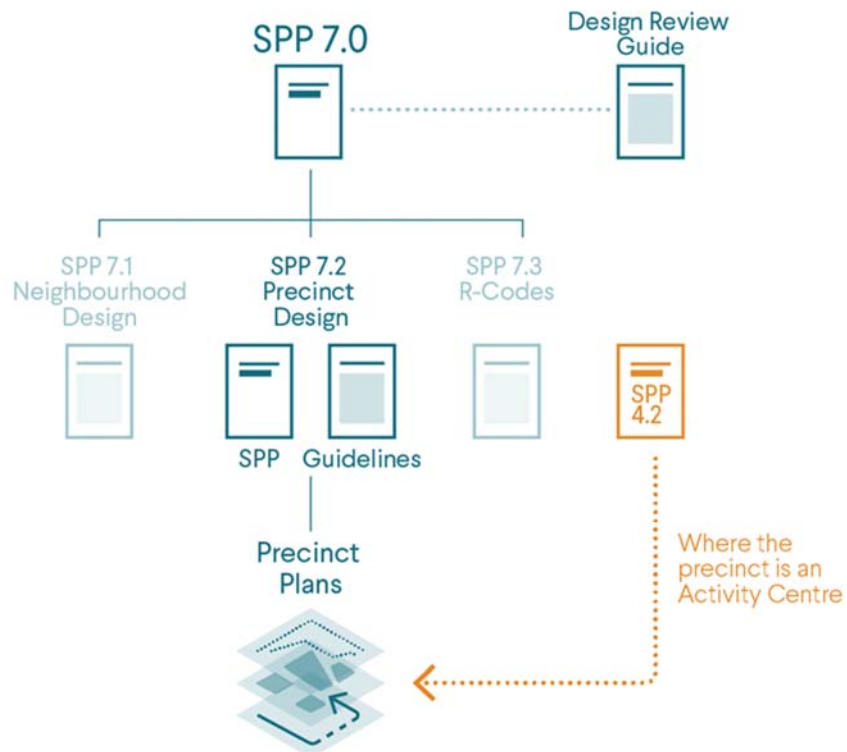 SPP 7.0
Design Review
Guide
SPP 7.1
Neighbourhood
Design
SPP 7.2
Precinct
Design
SPP 7.3
R-Codes
SPP
4.2
SPP
Guidelines
Where the
precinct is an
Activity Centre
Precinct
Plans